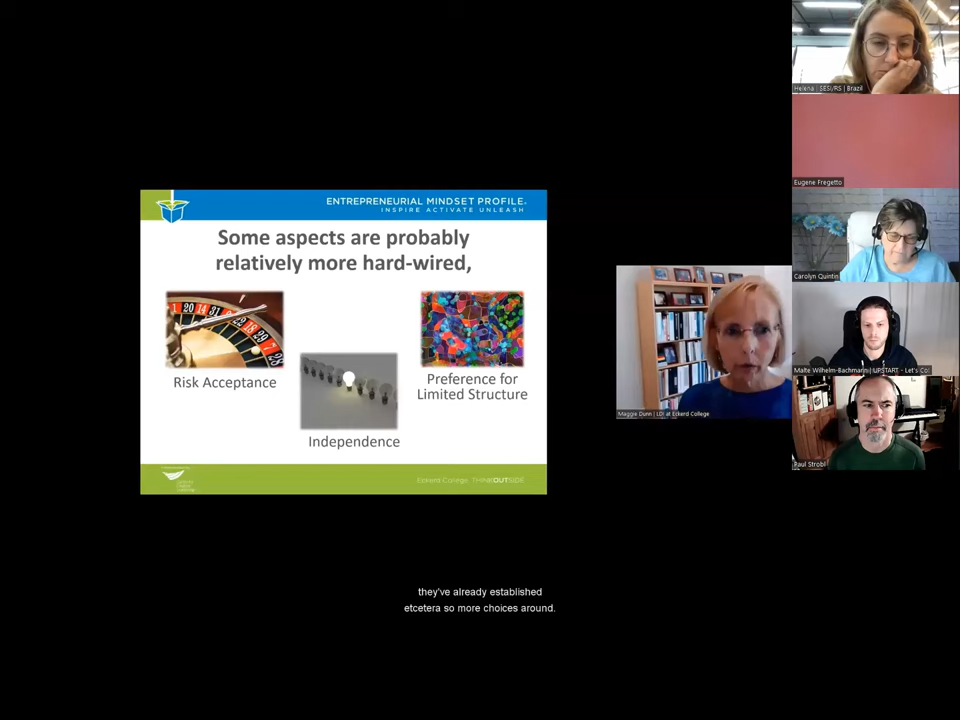 ENTREPRENEURIAL MINDSET PROFILE
INSPIRE ACTIVATE UNLEASH
Some aspects are probably
relatively more hard-wired,
Risk Acceptance
Independence
Preference for
Limited Structure
Eckerd College. THINKOUTSIDE
Helena | SESI/RS | Brazil
Eugene Fregetto
Carolyn Quintin
Malte Wilhelm-Bachmann | UPSTART - Let's Co
Paul Strobl
Maggie Dunn | LDI at Eckerd College
they've already established
etcetera so more choices around.